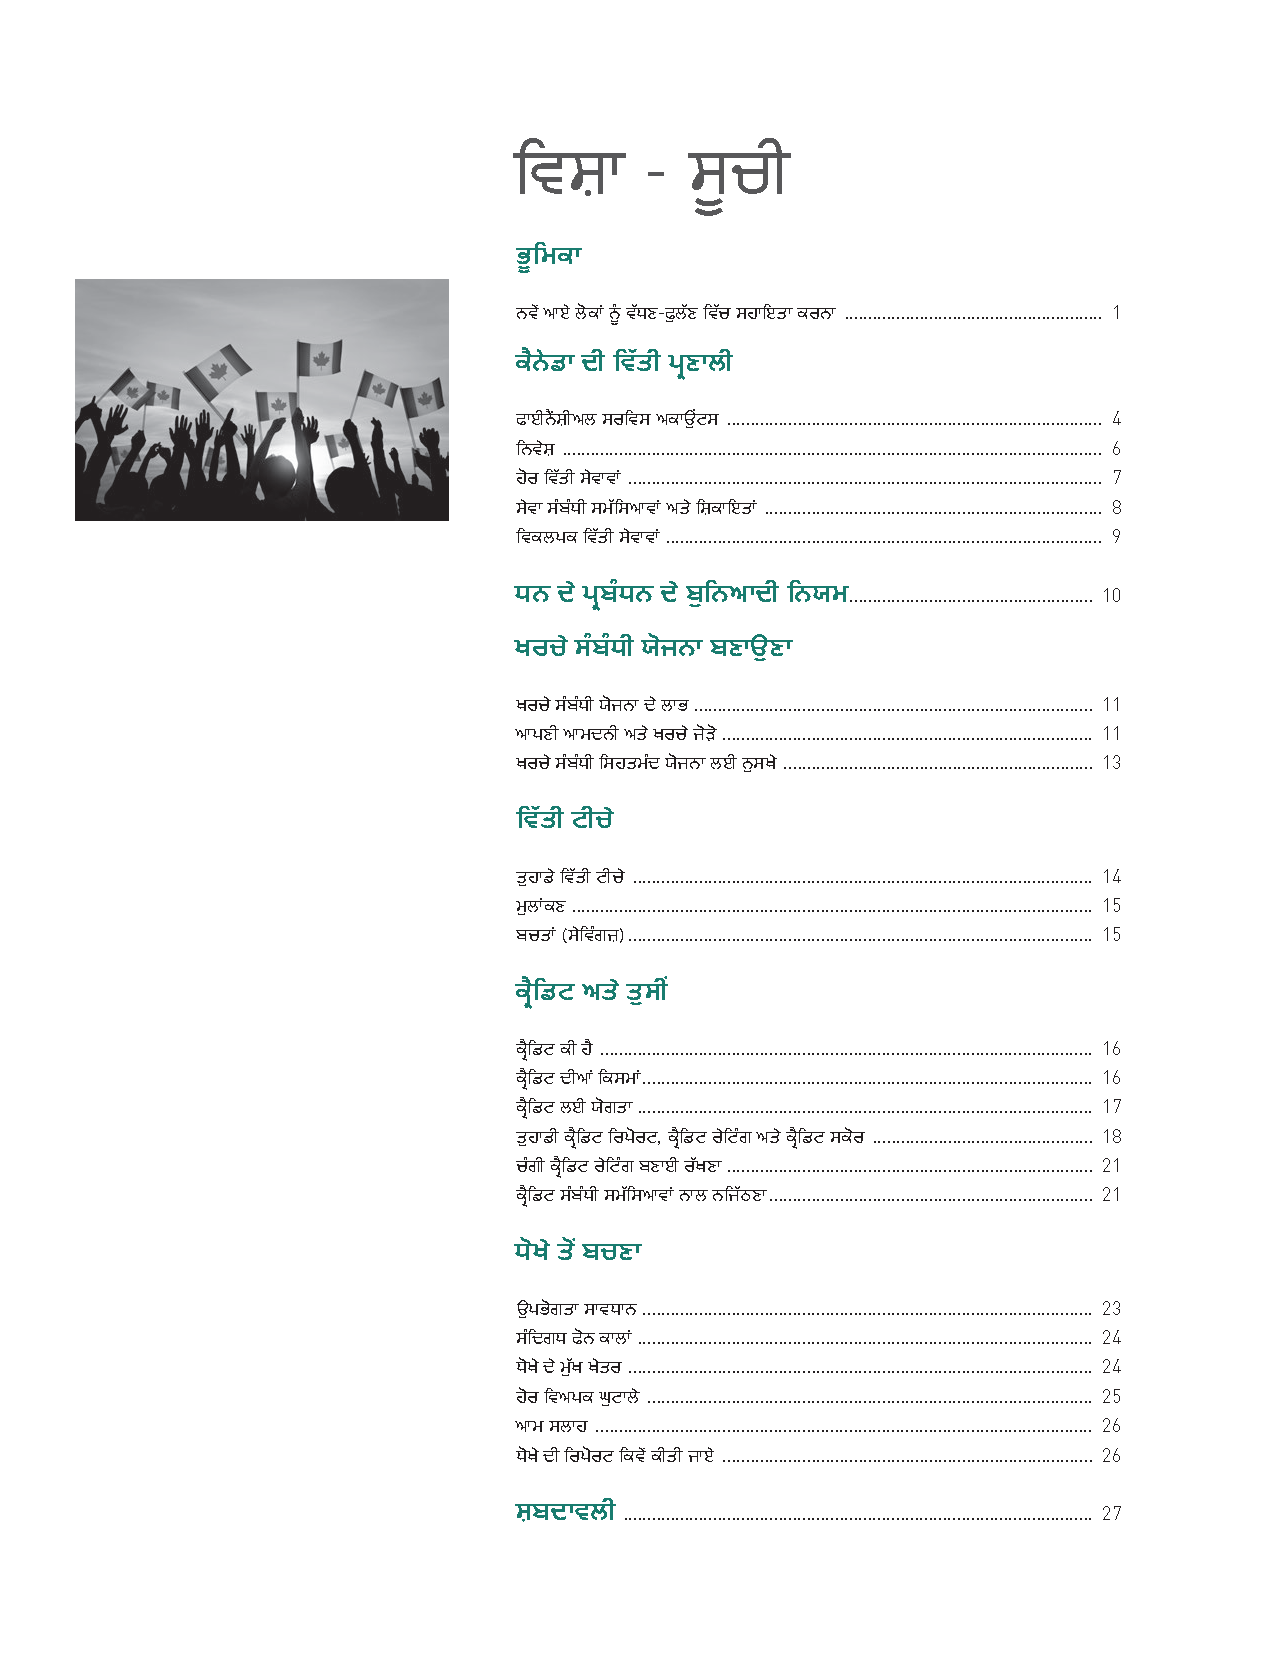 ਵਿਸ਼ਾ - ਸੂਚੀ
ਭੂਮਿਕਾ
ਨਵੇਂ ਆਏ ਲੋਕਾਂ ਨੂੰ ਵੱਧਣ-ਫੁਲੱਣ ਵਿੱਚ ਸਹਾਇਤਾ ਕਰਨਾ ....................................................... 1
ਕੈਨੇਡਾ ਦੀ ਵਿੱਤੀ ਪ੍ਰਣਾਲੀ
ਫਾਈਨੈਂਸ਼ੀਅਲ ਸਰਵਿਸ ਅਕਾਉਂਟਸ ................................................................................ 4
ਨਿਵੇਸ਼ ................................................................................................................... 6
ਹੋਰ ਵਿੱਤੀ ਸੇਵਾਵਾਂ ..................................................................................................... 7
ਸੇਵਾ ਸੰਬੰਧੀ ਸਮੱਸਿਆਵਾਂ ਅਤੇ ਸ਼ਿਕਾਇਤਾਂ ........................................................................ 8
ਵਿਕਲਪਕ ਵਿੱਤੀ ਸੇਵਾਵਾਂ ............................................................................................. 9
ਧਨ ਦੇ ਪ੍ਰਬੰਧਨ ਦੇ ਬੁਨਿਆਦੀ ਨਿਯਮ.................................................... 10
ਖਰਚੇ ਸੰਬੰਧੀ ਯੋਜਨਾ ਬਣਾਉਣਾ
ਖਰਚੇ ਸੰਬੰਧੀ ਯੋਜਨਾ ਦੇ ਲਾਭ ..................................................................................... 11
ਆਪਣੀ ਆਮਦਨੀ ਅਤੇ ਖਰਚੇ ਜੋੜੋ ............................................................................... 11
ਖਰਚੇ ਸੰਬੰਧੀ ਸਿਹਤਮੰਦ ਯੋਜਨਾ ਲਈ ਨੁਸਖੇ .................................................................. 13
ਵਿੱਤੀ ਟੀਚੇ
ਤੁਹਾਡੇ ਵਿੱਤੀ ਟੀਚੇ .................................................................................................. 14
ਮੁਲਾਂਕਣ ............................................................................................................... 15
ਬਚਤਾਂ (ਸੇਵਿੰਗਜ਼) ................................................................................................... 15
ਕ੍ਰੈਡਿਟ ਅਤੇ ਤੁਸੀਂ
ਕ੍ਰੈਡਿਟ ਕੀ ਹੈ ......................................................................................................... 16
ਕ੍ਰੈਡਿਟ ਦੀਆਂ ਕਿਸਮਾਂ................................................................................................ 16
ਕ੍ਰੈਡਿਟ ਲਈ ਯੋਗਤਾ ................................................................................................. 17
ਤੁਹਾਡੀ ਕ੍ਰੈਡਿਟ ਰਿਪੋਰਟ, ਕ੍ਰੈਡਿਟ ਰੇਟਿੰਗ ਅਤੇ ਕ੍ਰੈਡਿਟ ਸਕੋਰ ............................................... 18
ਚੰਗੀ ਕ੍ਰੈਡਿਟ ਰੇਟਿੰਗ ਬਣਾਈ ਰੱਖਣਾ .............................................................................. 21
ਕ੍ਰੈਡਿਟ ਸੰਬੰਧੀ ਸਮੱਸਿਆਵਾਂ ਨਾਲ ਨਜਿੱਠਣਾ..................................................................... 21
ਧੋਖੇ ਤੋਂ ਬਚਣਾ
ਉਪਭੋਗਤਾ ਸਾਵਧਾਨ ................................................................................................ 23
ਸੰਦਿਗਧ ਫੋਨ ਕਾਲਾਂ ................................................................................................. 24
ਧੋਖੇ ਦੇ ਮੁੱਖ ਖੇਤਰ ................................................................................................... 24
ਹੋਰ ਵਿਅਪਕ ਘੁਟਾਲੇ ............................................................................................... 25
ਆਮ ਸਲਾਹ .......................................................................................................... 26
ਧੋਖੇ ਦੀ ਰਿਪੋਰਟ ਕਿਵੇਂ ਕੀਤੀ ਜਾਏ ............................................................................... 26
ਸ਼ਬਦਾਵਲੀ .................................................................................................... 27